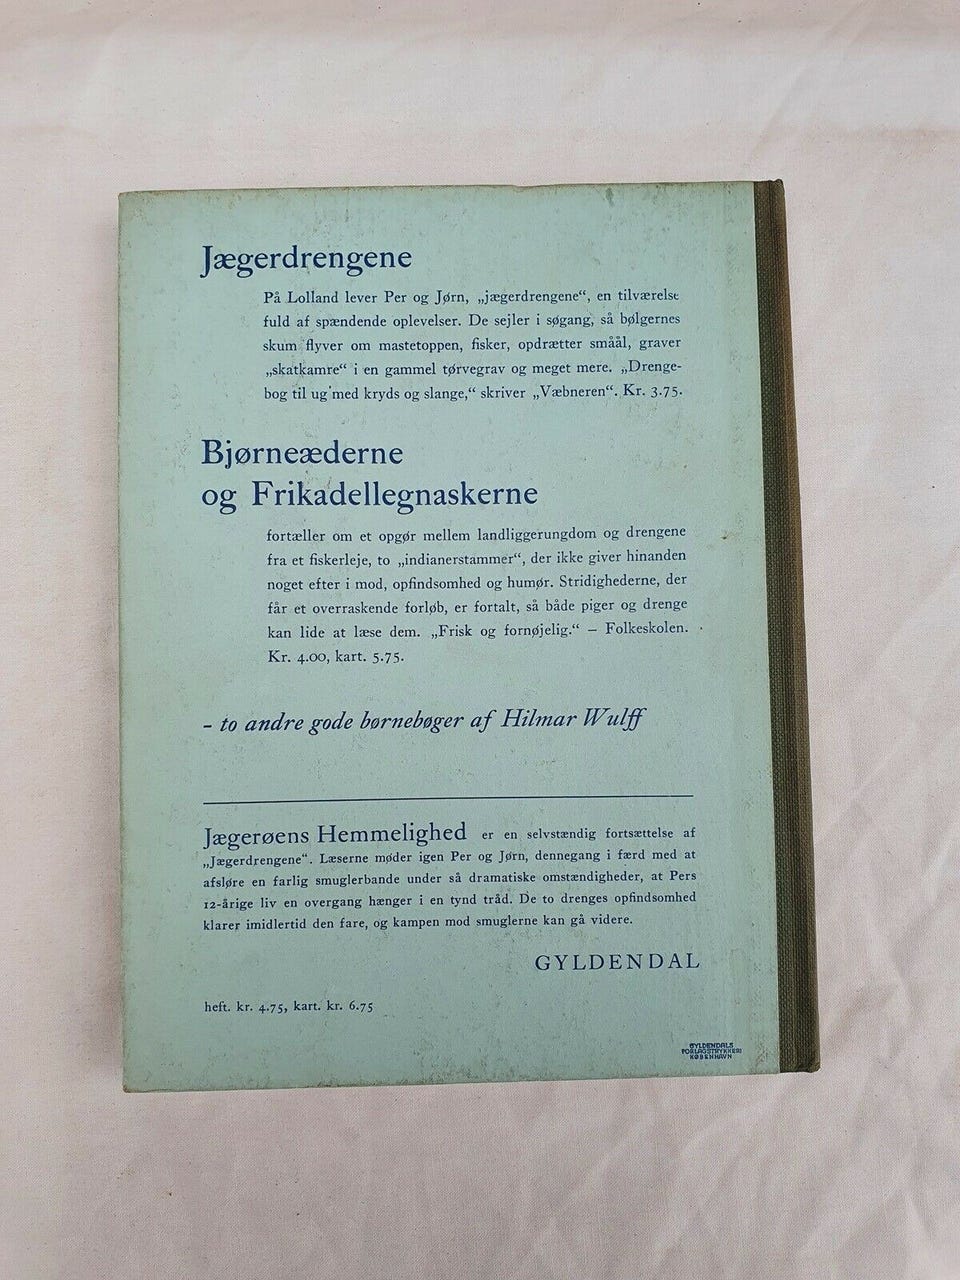 Jægerdrengene
På Lolland lever Per og Jørn, „jægerdrengene“, en tilværelse
fuld af spændende oplevelser. De sejler i søgang, så bølgernes
skum flyver om mastetoppen, fisker, opdrætter småål, graver
„skatkamre“ i en gammel tørvegrav og meget mere. „Drenge-
bog til ug med kryds og slange,“ skriver „Væbneren“. Kr. 3.75.
Bjørneæderne
og Frikadellegnaskerne
fortæller om et opgør mellem landliggerungdom og drengene
fra et fiskerleje, to „indianerstammer“, der ikke giver hinanden
noget efter i mod, opfindsomhed og humør. Stridighederne, der
får et overraskende forløb, er fortalt, så både piger og drenge
kan lide at læse dem. „Frisk og fornøjelig.“ – Folkeskolen.
Kr. 4.00, kart. 5.75.
– to andre gode børnebøger af Hilmar Wulff
Jægerøens Hemmelighed er en selvstændig fortsættelse af
„Jægerdrengene“. Læserne møder igen Per og Jørn, dennegang i færd med at
afsløre en farlig smuglerbande under så dramatiske omstændigheder, at Pers
12-årige liv en overgang hænger i en tynd tråd. De to drenges opfindsomhed
klarer imidlertid den fare, og kampen mod smuglerne kan gå videre.
GYLDENDAL
heft. kr. 4.75, kart. kr. 6.75
GYLDENDALS
FORLAGSTRYKKERI
KØBENHAVN